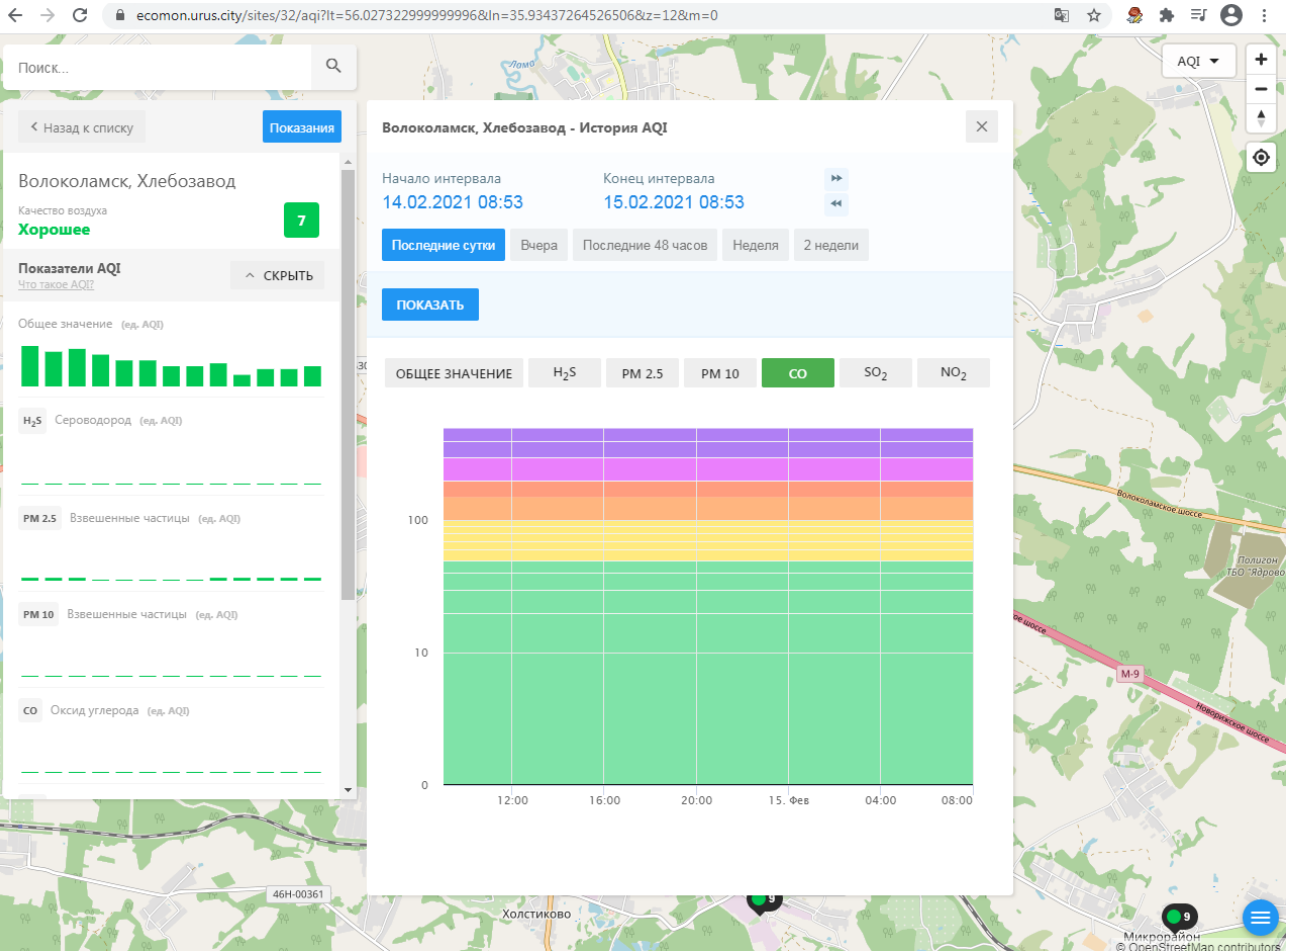 ecomon.urus.city/sites/32/aqi?lt=56.027322999999996&ln=35.93437264526506&z=12&m=0
Поиск...
Лама
AQI
Назад к списку
Показания
Волоколамск, Хлебозавод - История AQI
Волоколамск, Хлебозавод
Качество воздуха
Хорошее
7
Показатели AQI
Что такое AQI?
СКРЫТЬ
Общее значение (ед. AQI)
H2S Сероводород (ед. AQI)
PM 2.5 Взвешенные частицы (ед. AQI)
PM 10 Взвешенные частицы (ед. AQI)
CO Оксид углерода (ед. AQI)
Начало интервала
14.02.2021 08:53
Конец интервала
15.02.2021 08:53
Последние сутки
Вчера
Последние 48 часов
Неделя
2 недели
ПОКАЗАТЬ
ОБЩЕЕ ЗНАЧЕНИЕ
H2S
PM 2.5
PM 10
CO
SO2
NO2
100
10
0
12:00
16:00
20:00
15. Фев
04:00
08:00
Волоколамское шоссе
Полигон
ТБО "Ядрово
М-9
Новорижское шоссе
46Н-00361
Холстиково
9
9
Микрорайон
© OpenStreetMap contributors